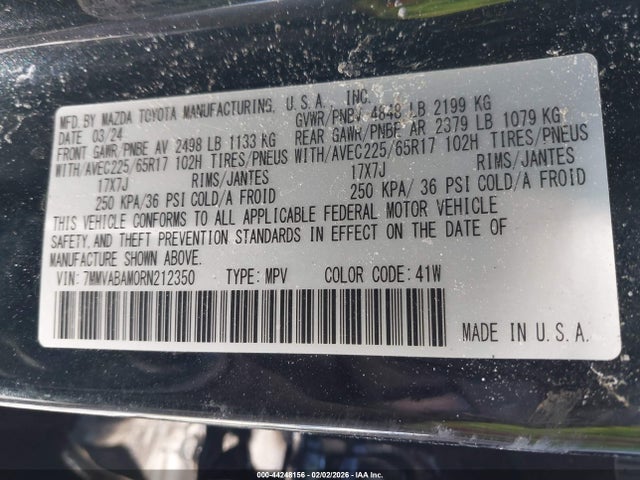 MFD. BY MAZDA TOYOTA MANUFACTURING, U.S.A., INC.
DATE 03/24 GVWR/PNBV 4848 LB 2199 KG
FRONT GAWR/PNBE AV 2498 LB 1133 KG REAR GAWR/PNBE AR 2379 LB 1079 KG
WITH/AVEC225/65R17 102H TIRES/PNEUS WITH/AVEC225/65R17 102H TIRES/PNEUS
17X7J RIMS/JANTES 17X7J RIMS/JANTES
250 KPA/36 PSI COLD/A FROID 250 KPA/36 PSI COLD/A FROID
THIS VEHICLE CONFORMS TO ALL APPLICABLE FEDERAL MOTOR VEHICLE
SAFETY, AND THEFT PREVENTION STANDARDS IN EFFECT ON THE DATE OF
MANUFACTURE SHOWN ABOVE.
VIN: 7MMVABAM0RN212350 TYPE: MPV COLOR CODE: 41W
MADE IN U.S.A.
000-44248156 - 02/02/2026 - IAA Inc.